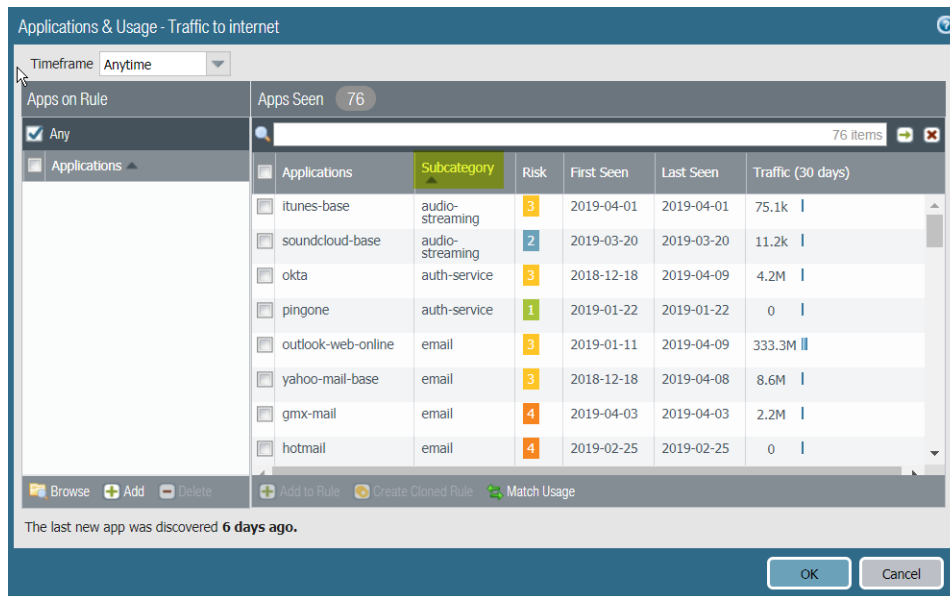 Applications & Usage - Traffic to internet
Timeframe Anytime
Apps on Rule
Apps Seen 76
Any
76 items
Applications
Applications Subcategory Risk First Seen Last Seen Traffic (30 days)
itunes-base audio-streaming 3 2019-04-01 2019-04-01 75.1k
soundcloud-base audio-streaming 2 2019-03-20 2019-03-20 11.2k
okta auth-service 3 2018-12-18 2019-04-09 4.2M
pingone auth-service 1 2019-01-22 2019-01-22 0
outlook-web-online email 3 2019-01-11 2019-04-09 333.3M
yahoo-mail-base email 3 2018-12-18 2019-04-08 8.6M
gmx-mail email 4 2019-04-03 2019-04-03 2.2M
hotmail email 4 2019-02-25 2019-02-25 0
Browse Add Delete
Add to Rule Create Cloned Rule Match Usage
The last new app was discovered 6 days ago.
OK Cancel